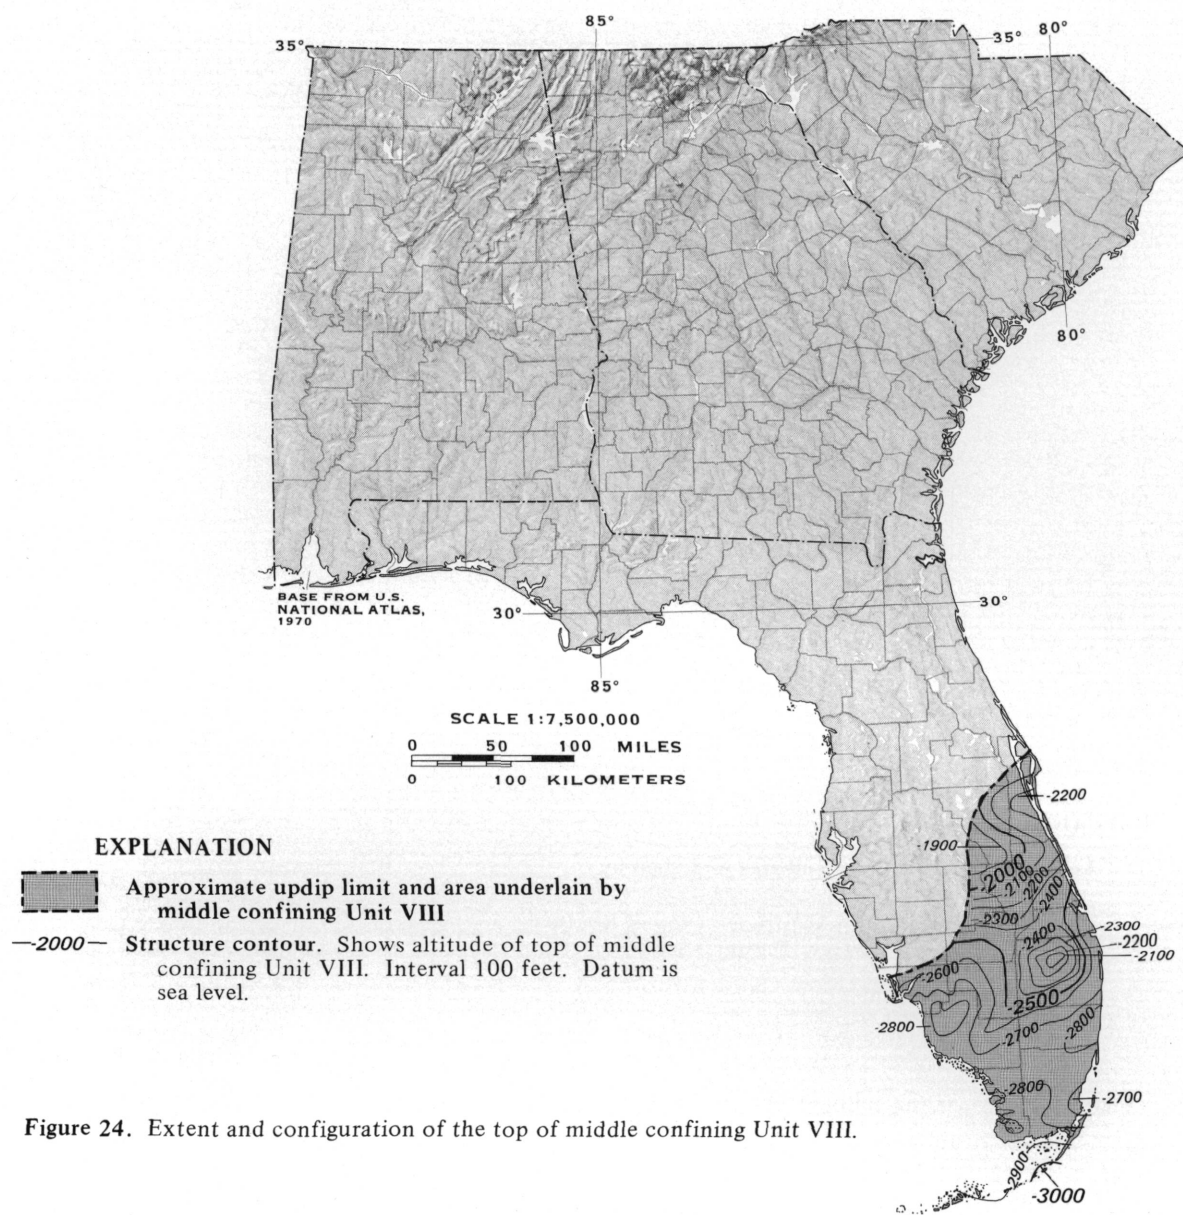 85°
35°
35°
80°
80°
BASE FROM U.S.
NATIONAL ATLAS,
1970
30°
30°
85°
SCALE 1:7,500,000
0 50 100 MILES
0 100 KILOMETERS
-2200
-1900
-2000
-2100
-2200
-2400
-2300
-2400
-2300
-2200
-2100
-2600
-2500
-2800
-2700
-2800
-2800
-2700
-2900
-3000
EXPLANATION
Approximate updip limit and area underlain by
middle confining Unit VIII
—-2000— Structure contour. Shows altitude of top of middle
confining Unit VIII. Interval 100 feet. Datum is
sea level.
Figure 24. Extent and configuration of the top of middle confining Unit VIII.